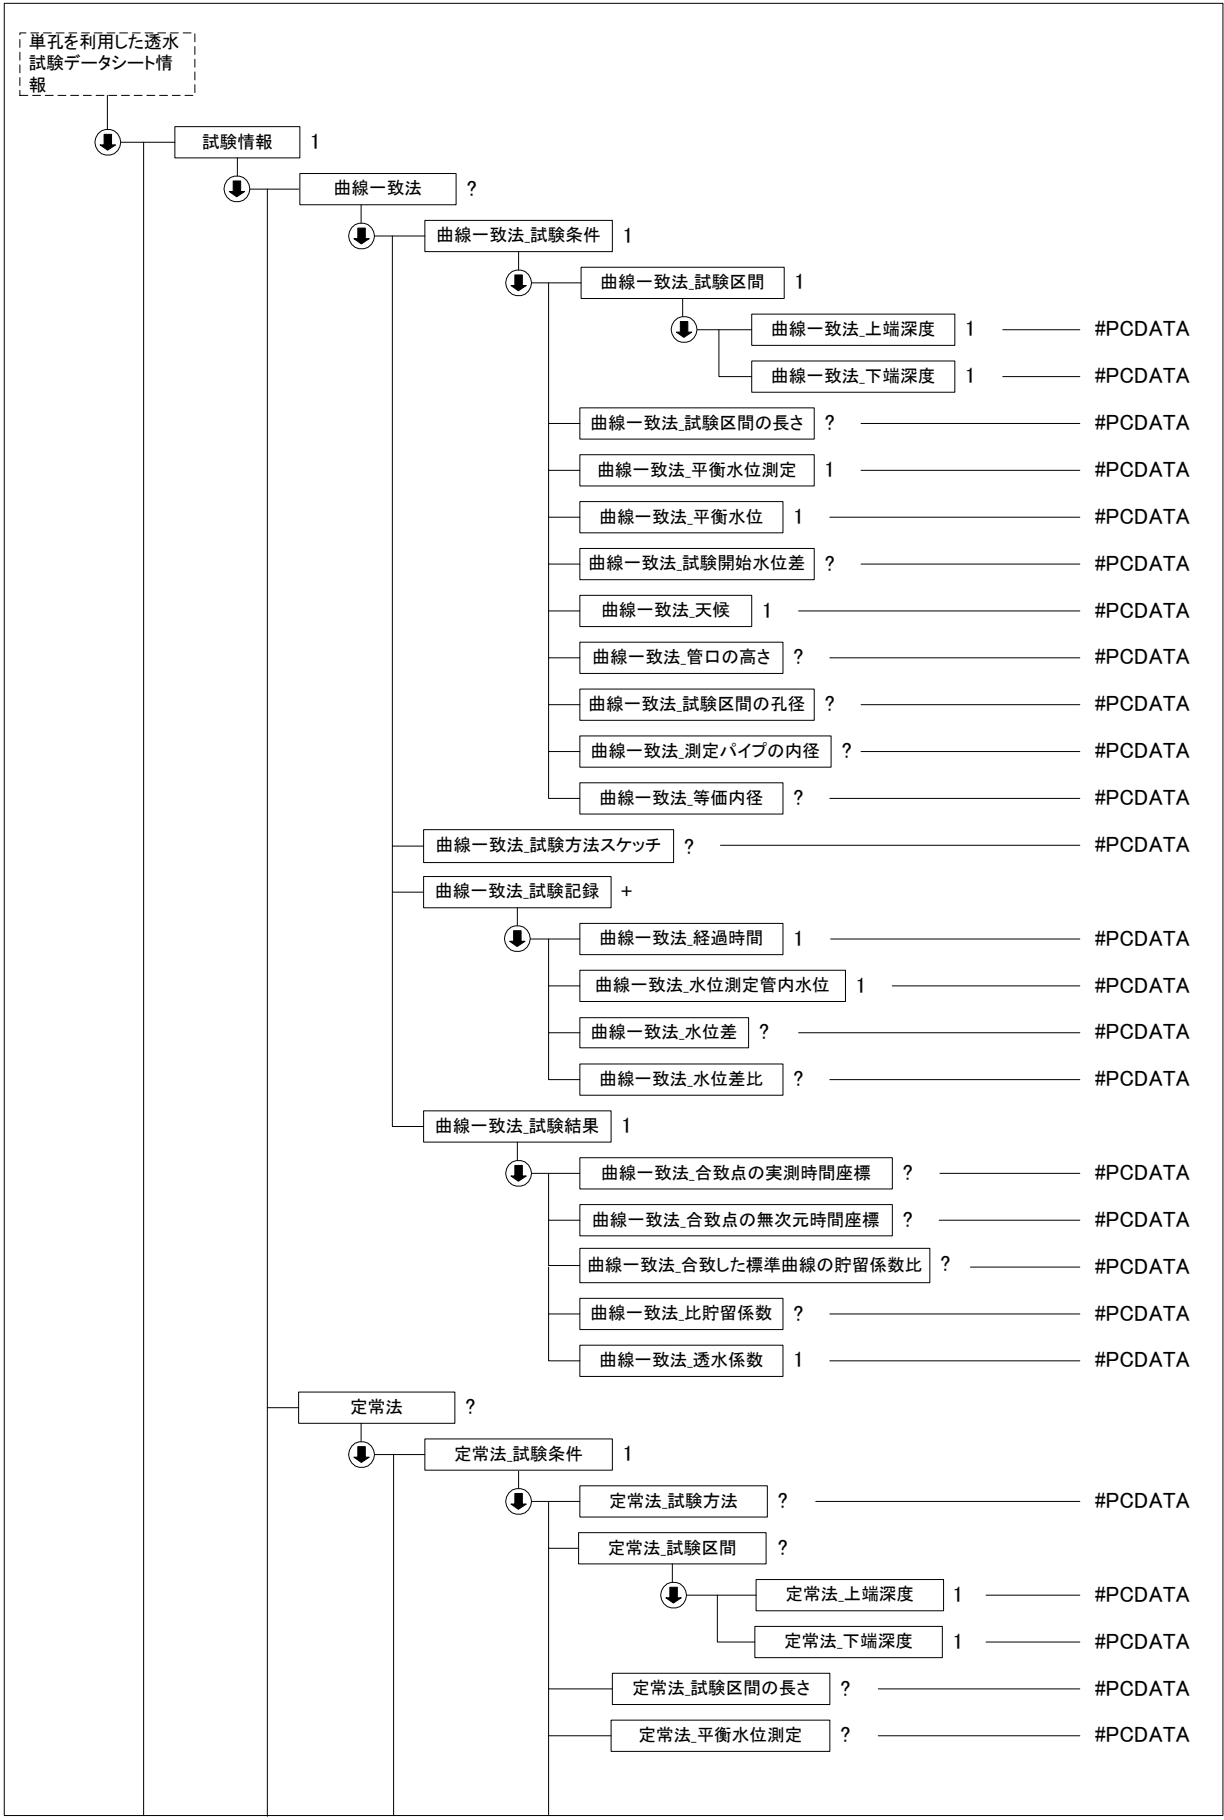 単孔を利用した透水
試験データシート情
報
試験情報 1
曲線一致法 ?
曲線一致法_試験条件 1
曲線一致法_試験区間 1
曲線一致法_上端深度 1 #PCDATA
曲線一致法_下端深度 1 #PCDATA
曲線一致法_試験区間の長さ ? #PCDATA
曲線一致法_平衡水位測定 1 #PCDATA
曲線一致法_平衡水位 1 #PCDATA
曲線一致法_試験開始水位差 ? #PCDATA
曲線一致法_天候 1 #PCDATA
曲線一致法_管口の高さ ? #PCDATA
曲線一致法_試験区間の孔径 ? #PCDATA
曲線一致法_測定パイプの内径 ? #PCDATA
曲線一致法_等価内径 ? #PCDATA
曲線一致法_試験方法スケッチ ? #PCDATA
曲線一致法_試験記録 +
曲線一致法_経過時間 1 #PCDATA
曲線一致法_水位測定管内水位 1 #PCDATA
曲線一致法_水位差 ? #PCDATA
曲線一致法_水位差比 ? #PCDATA
曲線一致法_試験結果 1
曲線一致法_合致点の実測時間座標 ? #PCDATA
曲線一致法_合致点の無次元時間座標 ? #PCDATA
曲線一致法_合致した標準曲線の貯留係数比 ? #PCDATA
曲線一致法_比貯留係数 ? #PCDATA
曲線一致法_透水係数 1 #PCDATA
定常法 ?
定常法_試験条件 1
定常法_試験方法 ? #PCDATA
定常法_試験区間 ?
定常法_上端深度 1 #PCDATA
定常法_下端深度 1 #PCDATA
定常法_試験区間の長さ ? #PCDATA
定常法_平衡水位測定 ? #PCDATA